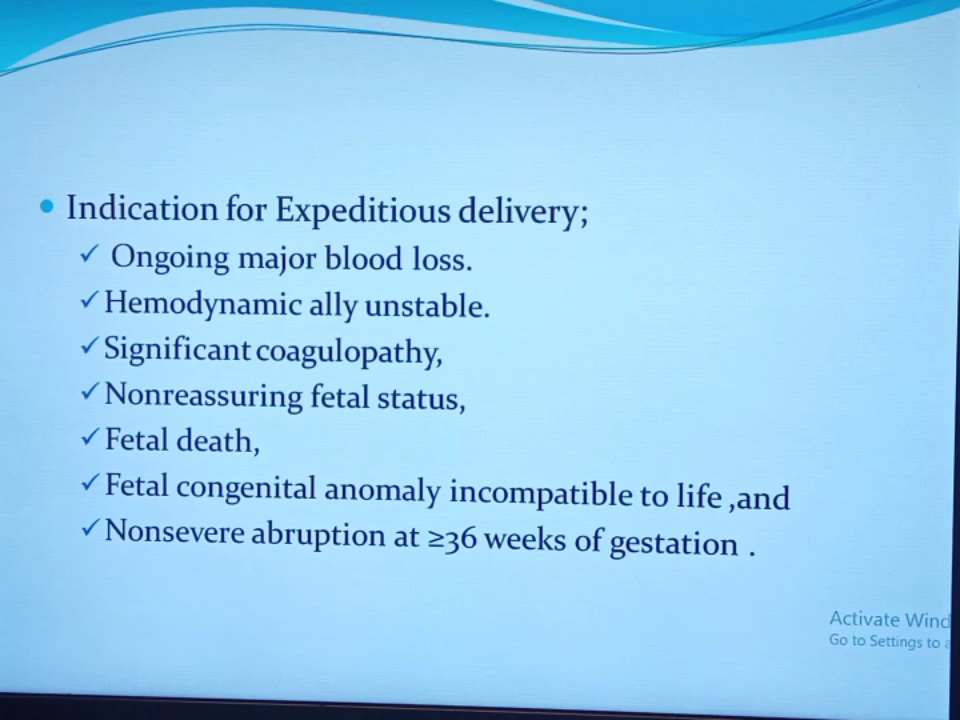 Indication for Expeditious delivery;
Ongoing major blood loss.
Hemodynamic ally unstable.
Significant coagulopathy,
Nonreassuring fetal status,
Fetal death,
Fetal congenital anomaly incompatible to life ,and
Nonsevere abruption at ≥36 weeks of gestation .
Activate Wind
Go to Settings to a